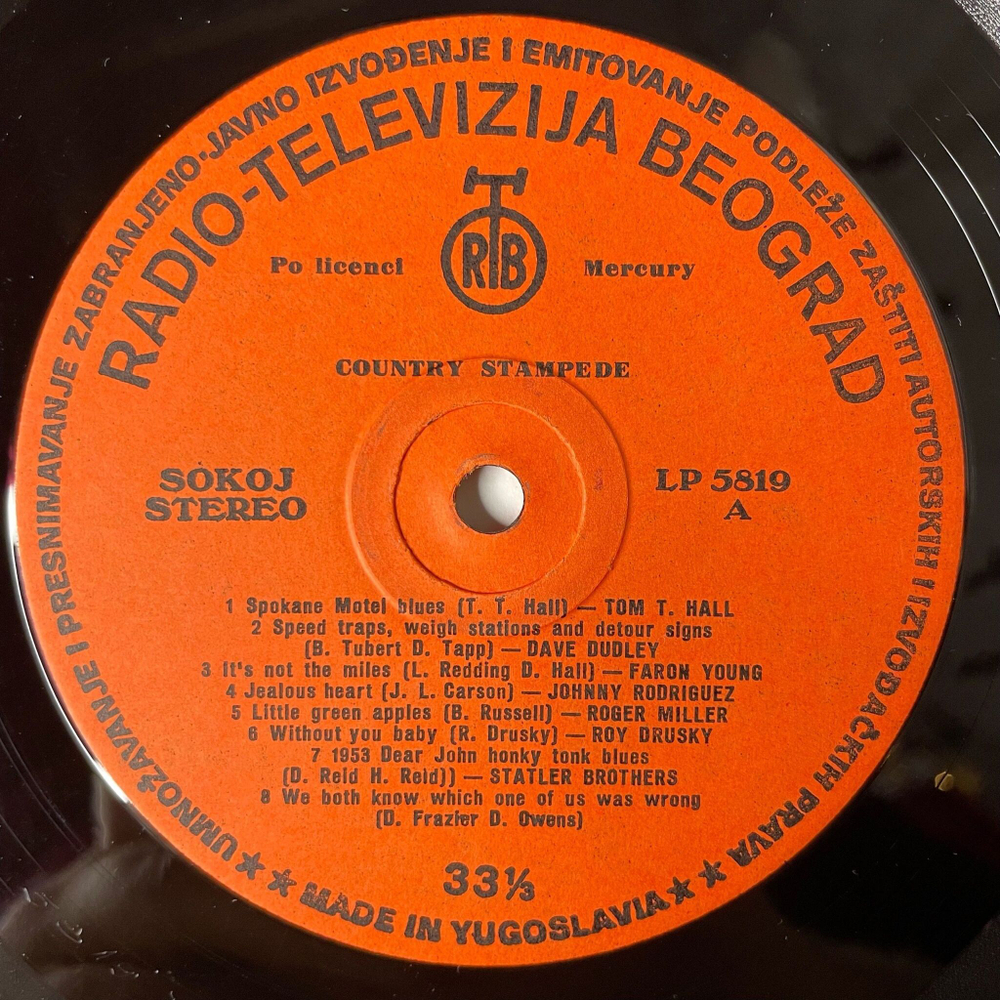 UMNOŽAVANJE I PRESNIMAVANJE ZABRANJENO·JAVNO IZVOĐENJE I EMITOVANJE PODLEŽE ZAŠTITI AUTORSKIH I IZVOĐAČKIH PRAVA
RADIO-TELEVIZIJA BEOGRAD
RTB
Po licenci Mercury
COUNTRY STAMPEDE
SOKOJ
STEREO
LP 5819
A
1 Spokane Motel blues (T. T. Hall) — TOM T. HALL
2 Speed traps, weigh stations and detour signs
(B. Tubert D. Tapp) — DAVE DUDLEY
3 It's not the miles (L. Redding D. Hall) — FARON YOUNG
4 Jealous heart (J. L. Carson) — JOHNNY RODRIGUEZ
5 Little green apples (B. Russell) — ROGER MILLER
6 Without you baby (R. Drusky) — ROY DRUSKY
7 1953 Dear John honky tonk blues
(D. Reid H. Reid)) — STATLER BROTHERS
8 We both know which one of us was wrong
(D. Frazier D. Owens)
33⅓
★ ★ MADE IN YUGOSLAVIA ★ ★